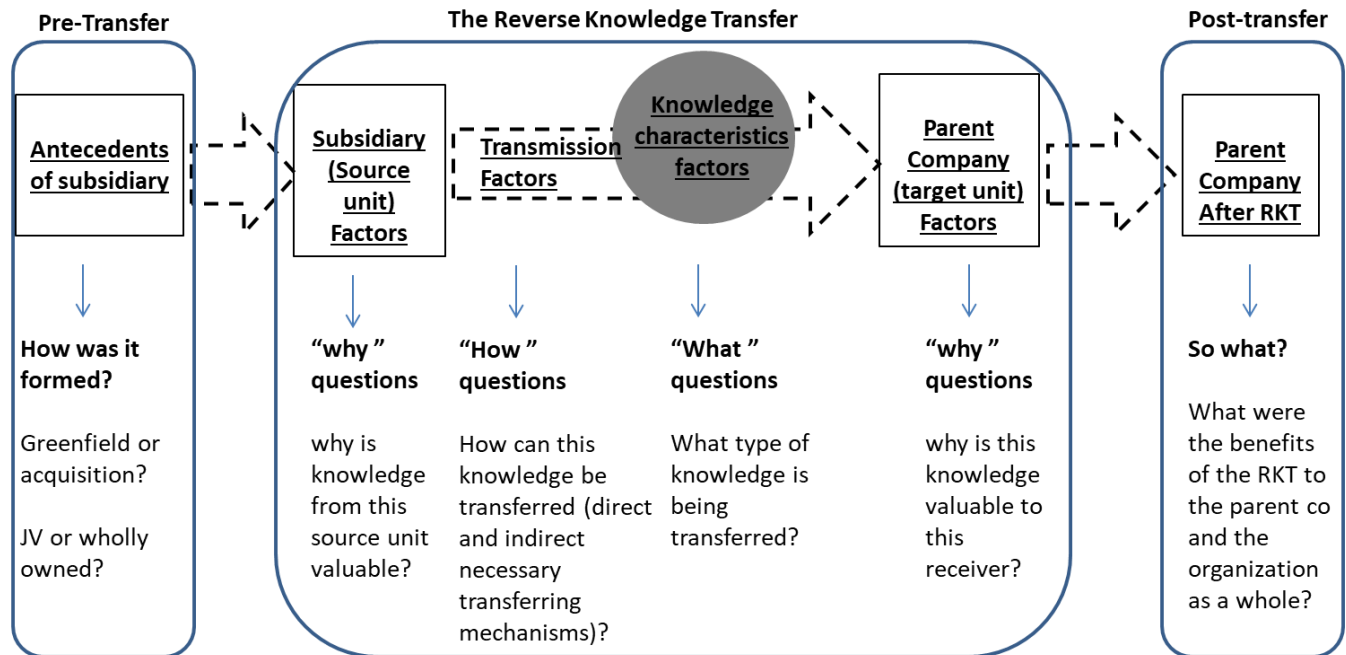 Pre-Transfer
The Reverse Knowledge Transfer
Post-transfer
Antecedents
of subsidiary
Subsidiary
(Source
unit)
Factors
Transmission
Factors
Knowledge
characteristics
factors
Parent
Company
(target unit)
Factors
Parent
Company
After RKT
How was it
formed?
Greenfield or
acquisition?
JV or wholly
owned?
“why ”
questions
why is
knowledge
from this
source unit
valuable?
“How ”
questions
How can this
knowledge be
transferred (direct
and indirect
necessary
transferring
mechanisms)?
“What ”
questions
What type of
knowledge is
being
transferred?
“why ”
questions
why is this
knowledge
valuable to
this
receiver?
So what?
What were
the benefits
of the RKT to
the parent co
and the
organization
as a whole?